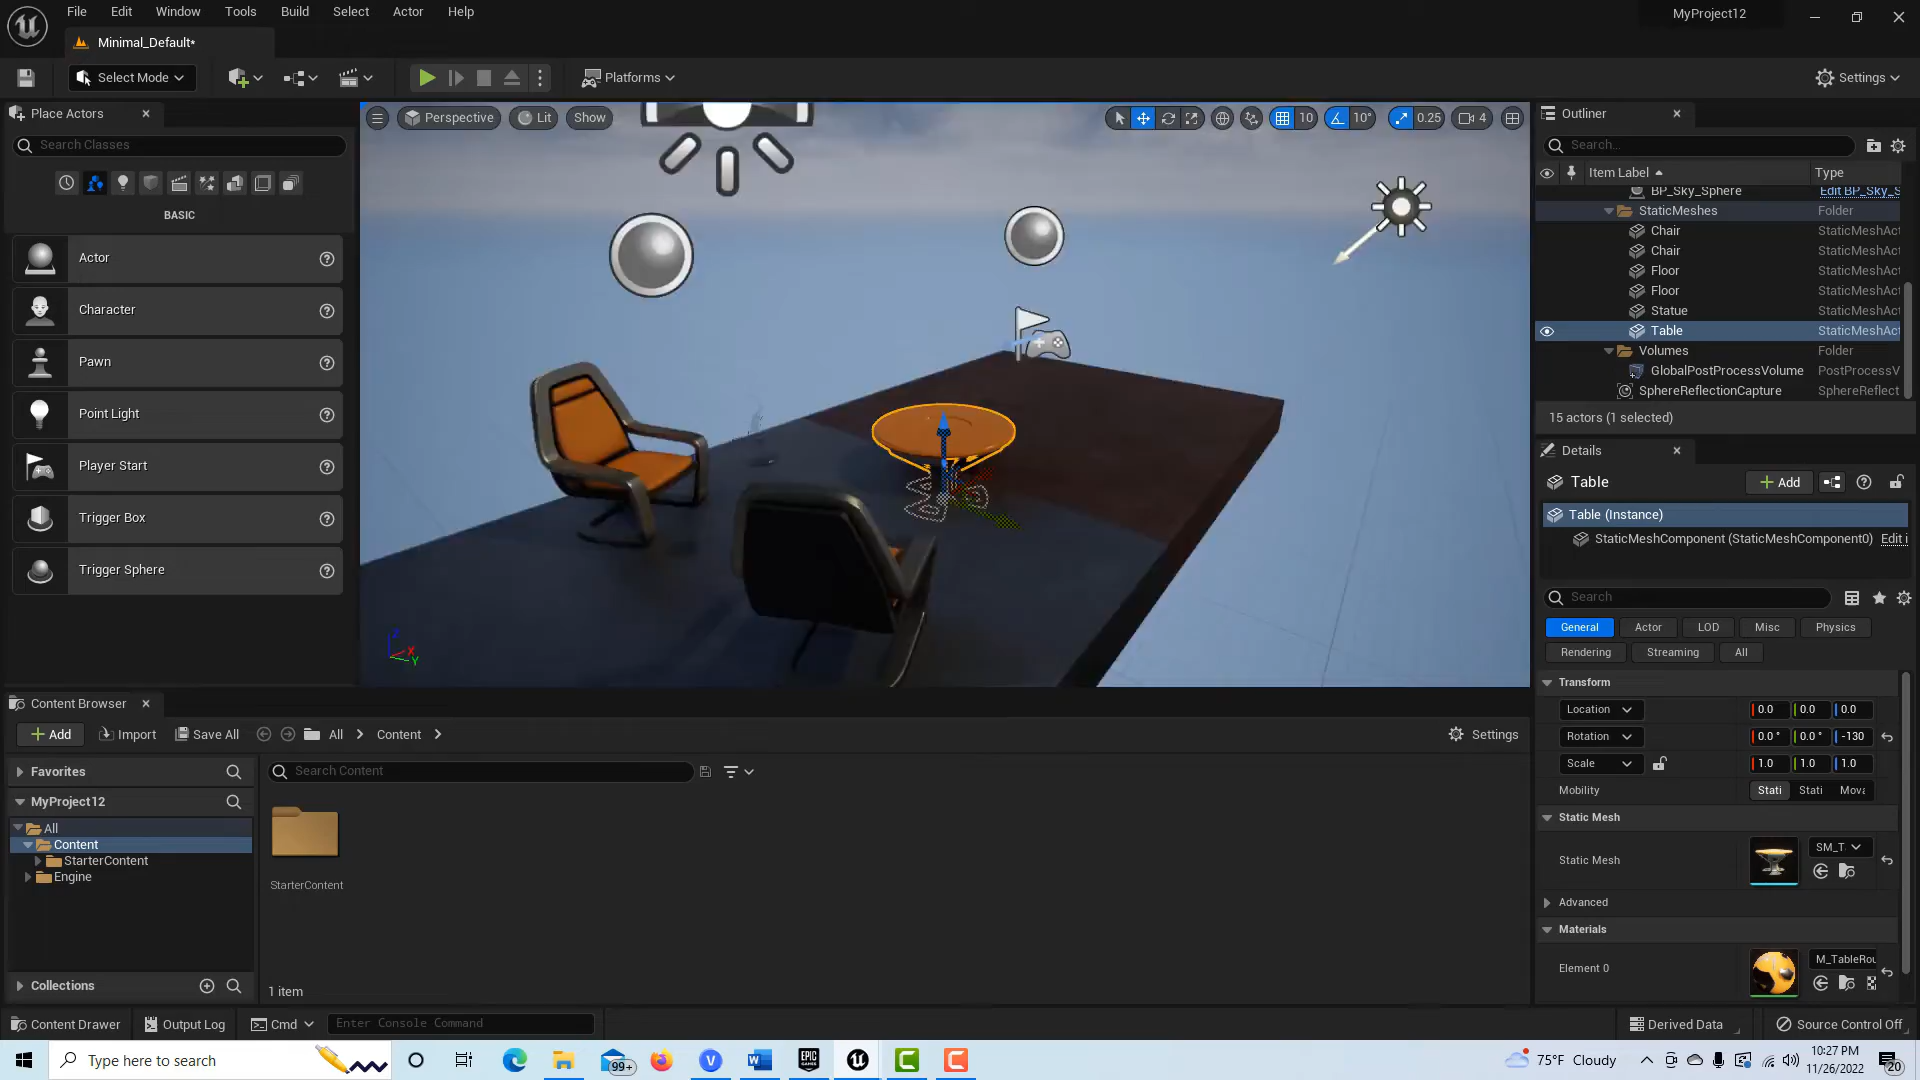 File Edit Window Tools Build Select Actor Help
MyProject12
Minimal_Default*
Select Mode
Platforms
Settings
Place Actors
Search Classes
BASIC
Actor
Character
Pawn
Point Light
Player Start
Trigger Box
Trigger Sphere
Perspective Lit Show
10 10° 0.25 4
Z X Y
Outliner
Search...
Item Label Type
BP_Sky_Sphere Edit BP_Sky_S
StaticMeshes Folder
Chair StaticMeshAct
Chair StaticMeshAct
Floor StaticMeshAct
Floor StaticMeshAct
Statue StaticMeshAct
Table StaticMeshAct
Volumes Folder
GlobalPostProcessVolume PostProcessV
SphereReflectionCapture SphereReflect
15 actors (1 selected)
Details
Table Add
Table (Instance)
StaticMeshComponent (StaticMeshComponent0) Edit i
Search
General Actor LOD Misc Physics
Rendering Streaming All
Transform
Location 0.0 0.0 0.0
Rotation 0.0° 0.0° -130
Scale 1.0 1.0 1.0
Mobility Stati Stati Mova
Static Mesh
Static Mesh SM_T
Advanced
Materials
Element 0 M_TableRou
Content Browser
Add Import Save All All Content Settings
Favorites
Search Content
MyProject12
All
Content
StarterContent
Engine
StarterContent
Collections
1 item
Content Drawer Output Log Cmd Enter Console Command Derived Data Source Control Off
Type here to search
99+
75°F Cloudy
10:27 PM
11/26/2022
20